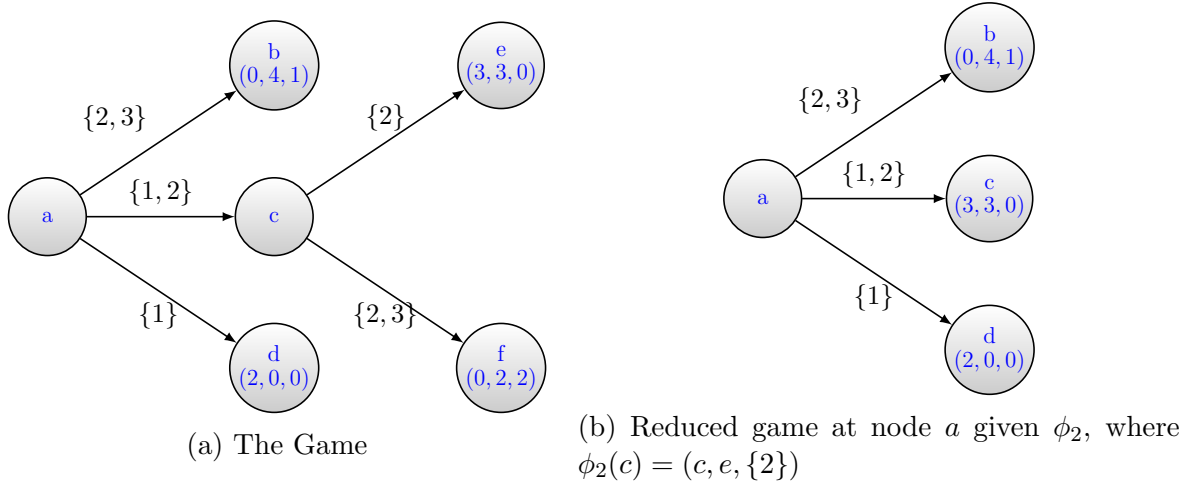 b
(0, 4, 1)
e
(3, 3, 0)
{2, 3}
{2}
{1, 2}
a
c
{1}
{2, 3}
d
(2, 0, 0)
f
(0, 2, 2)
(a) The Game
b
(0, 4, 1)
{2, 3}
{1, 2}
a
c
(3, 3, 0)
{1}
d
(2, 0, 0)
(b) Reduced game at node a given ϕ₂, where
ϕ₂(c) = (c, e, {2})